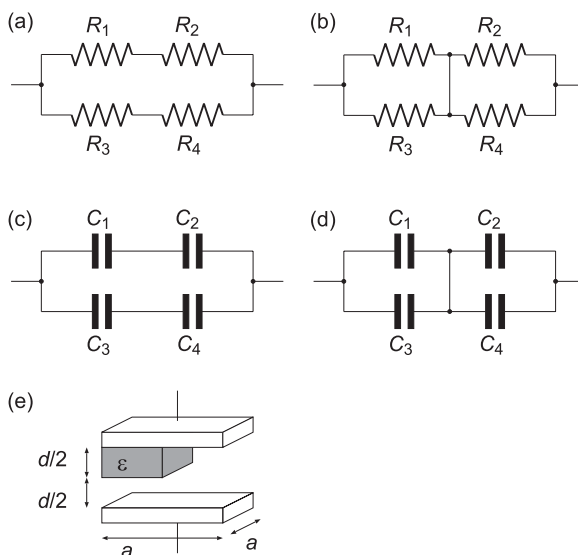 (a)
R1 R2
R3 R4
(b)
R1 R2
R3 R4
(c)
C1 C2
C3 C4
(d)
C1 C2
C3 C4
(e)
d/2
ε
d/2
a
a